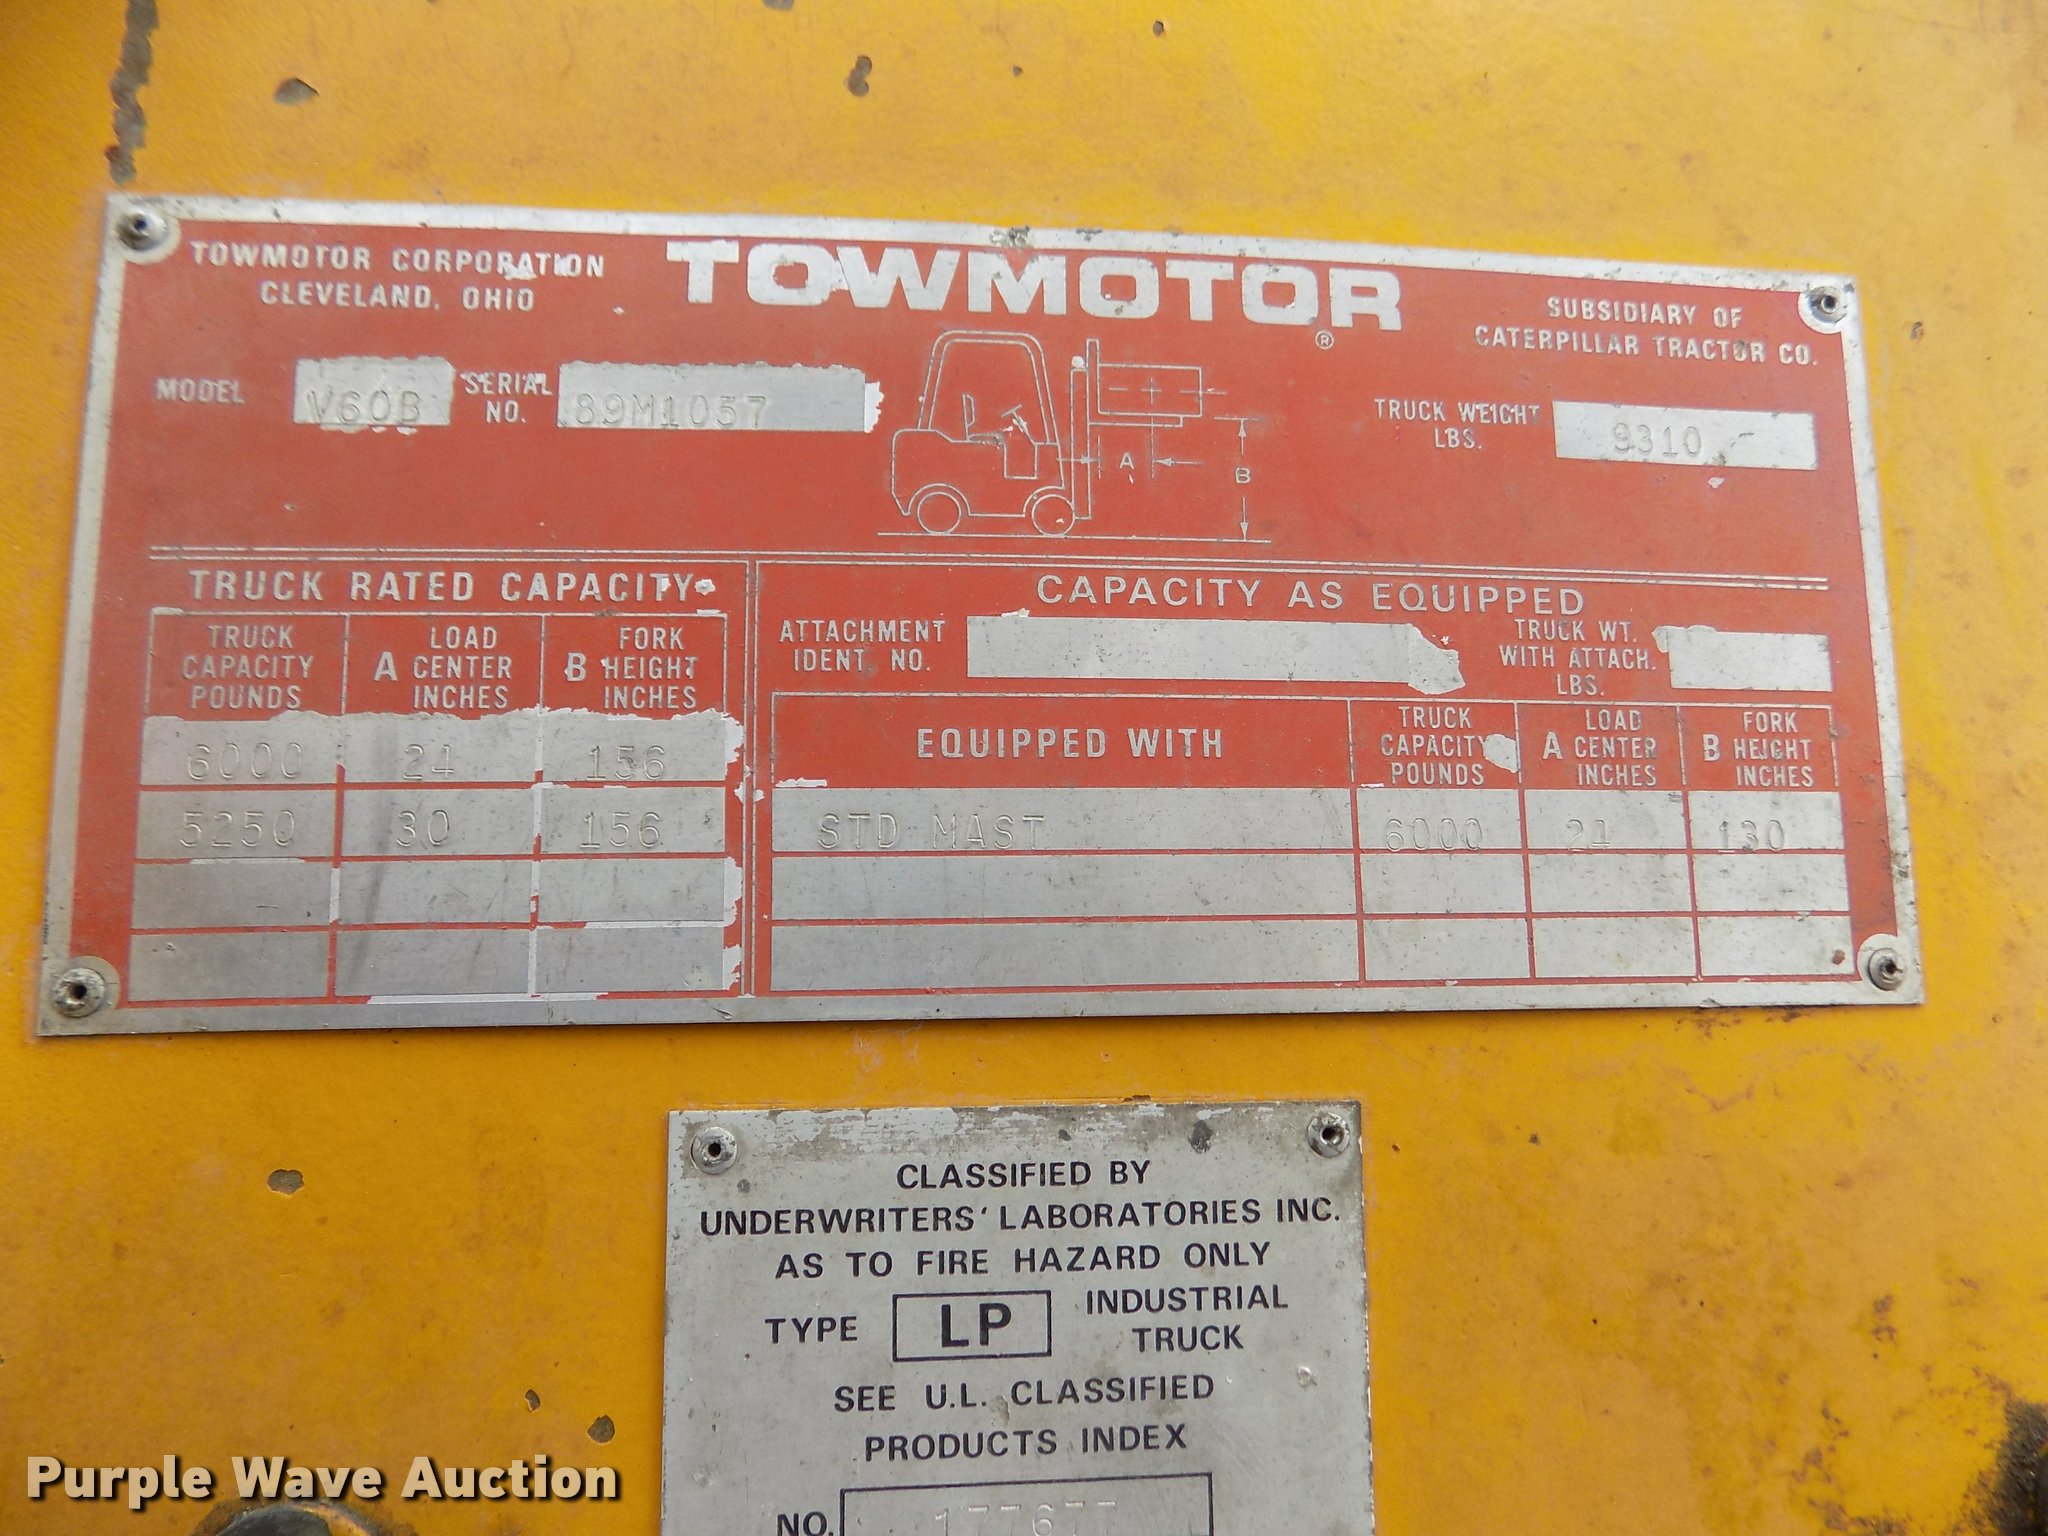 TOWMOTOR CORPORATION
CLEVELAND, OHIO
TOWMOTOR
®
SUBSIDIARY OF
CATERPILLAR TRACTOR CO.
MODEL V60B
SERIAL NO. 89M1057
A
B
TRUCK WEIGHT LBS. 9310
TRUCK RATED CAPACITY
TRUCK CAPACITY POUNDS
A LOAD CENTER INCHES
B FORK HEIGHT INCHES
6000 24 156
5250 30 156
CAPACITY AS EQUIPPED
ATTACHMENT IDENT. NO.
TRUCK WT. WITH ATTACH. LBS.
EQUIPPED WITH
TRUCK CAPACITY POUNDS
A LOAD CENTER INCHES
B FORK HEIGHT INCHES
STD MAST 6000 24 130
CLASSIFIED BY
UNDERWRITERS' LABORATORIES INC.
AS TO FIRE HAZARD ONLY
TYPE LP INDUSTRIAL TRUCK
SEE U.L. CLASSIFIED
PRODUCTS INDEX
NO. 177677
Purple Wave Auction